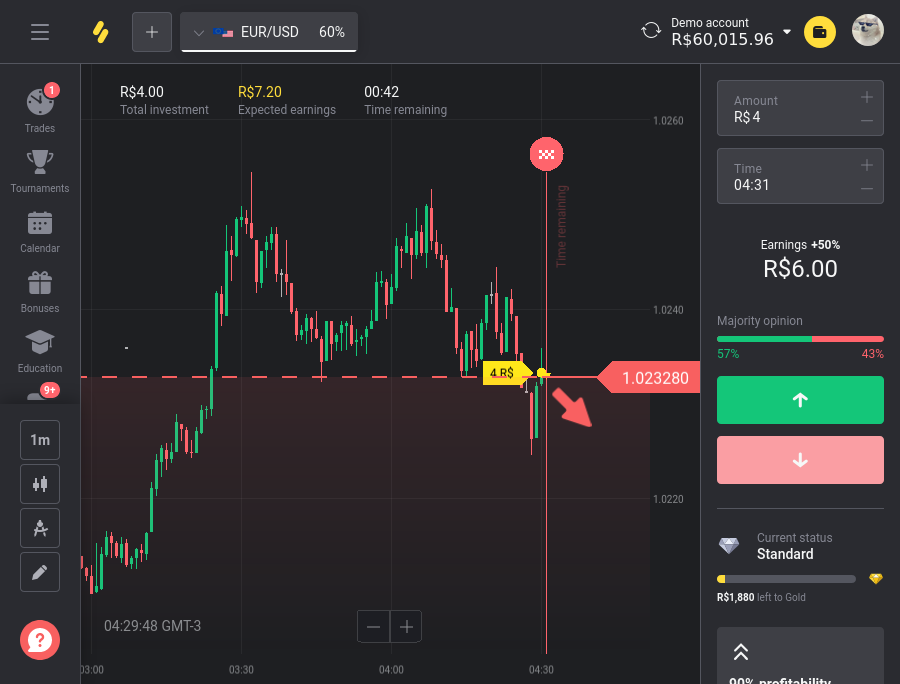 EUR/USD 60%
Demo account
R$60,015.96
1
Trades
Tournaments
Calendar
Bonuses
Education
9+
1m
?
R$4.00 R$7.20 00:42
Total investment Expected earnings Time remaining
1.0260
Time remaining
1.0240
4 R$
1.023280
1.0220
04:29:48 GMT-3
03:00 03:30 04:00 04:30
Amount
R$ 4
Time
04:31
Earnings +50%
R$6.00
Majority opinion
57% 43%
Current status
Standard
R$1,880 left to Gold
90% profitability